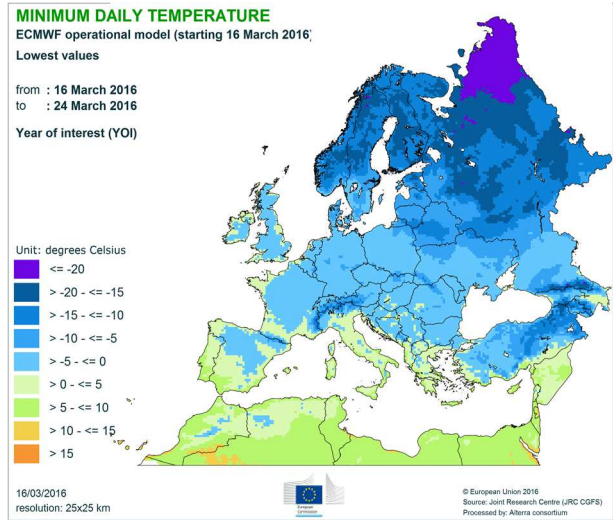 MINIMUM DAILY TEMPERATURE
ECMWF operational model (starting 16 March 2016)
Lowest values
from : 16 March 2016
to : 24 March 2016
Year of interest (YOI)
Unit: degrees Celsius
<= -20
> -20 - <= -15
> -15 - <= -10
> -10 - <= -5
> -5 - <= 0
> 0 - <= 5
> 5 - <= 10
> 10 - <= 15
> 15
16/03/2016
resolution: 25x25 km
European
Commission
© European Union 2016
Source: Joint Research Centre (JRC CGFS)
Processed by: Alterra consortium